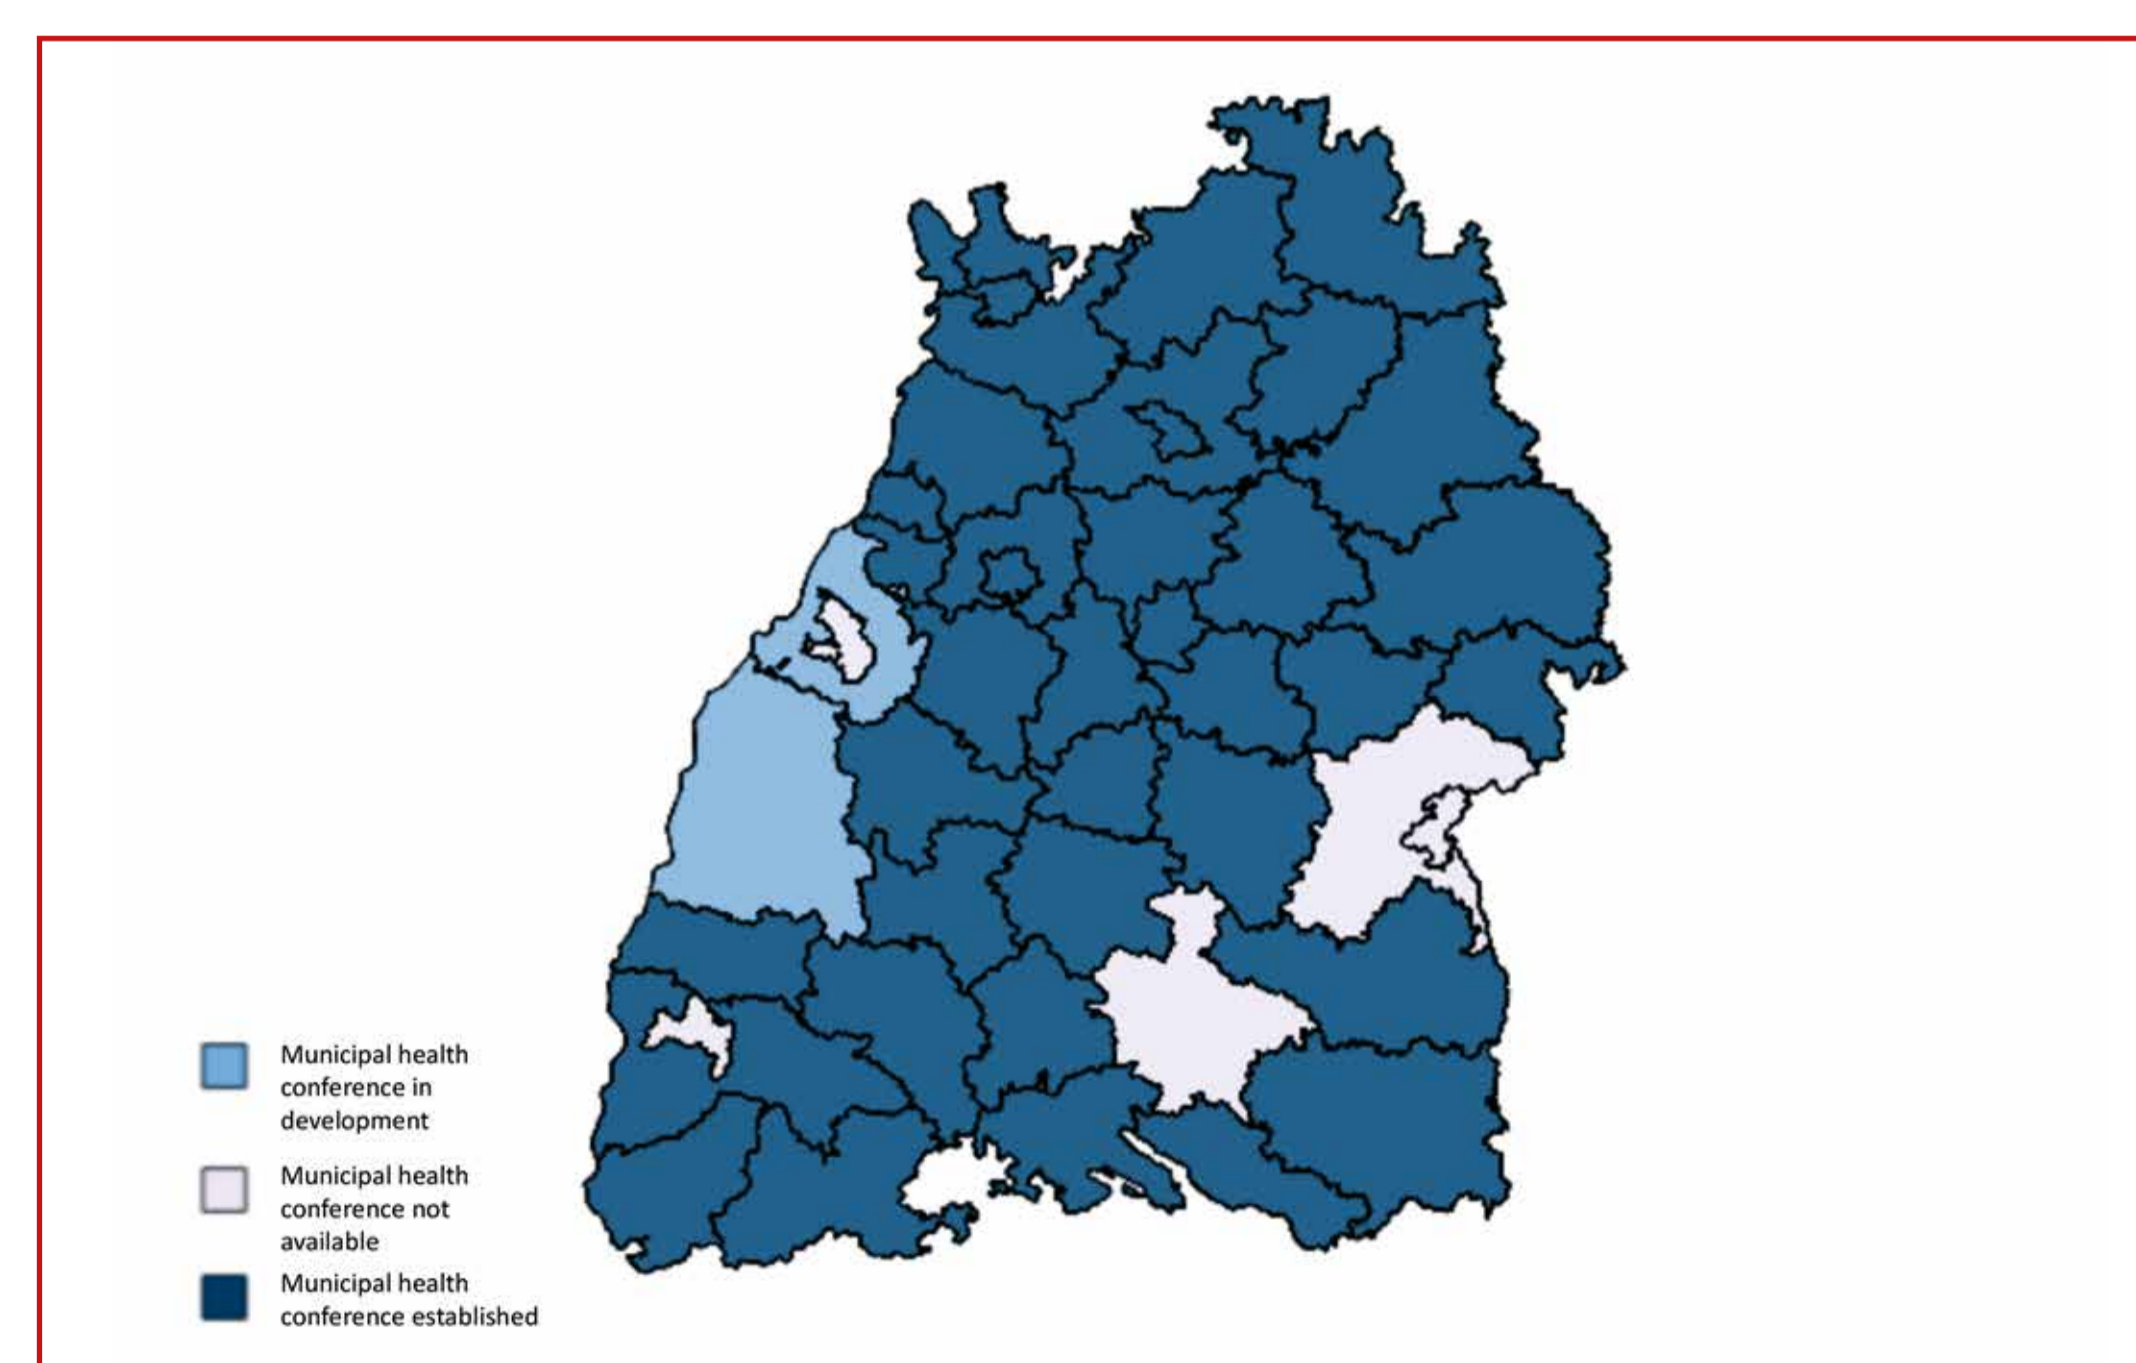 Municipal health
conference in
development
Municipal health
conference not
available
Municipal health
conference established